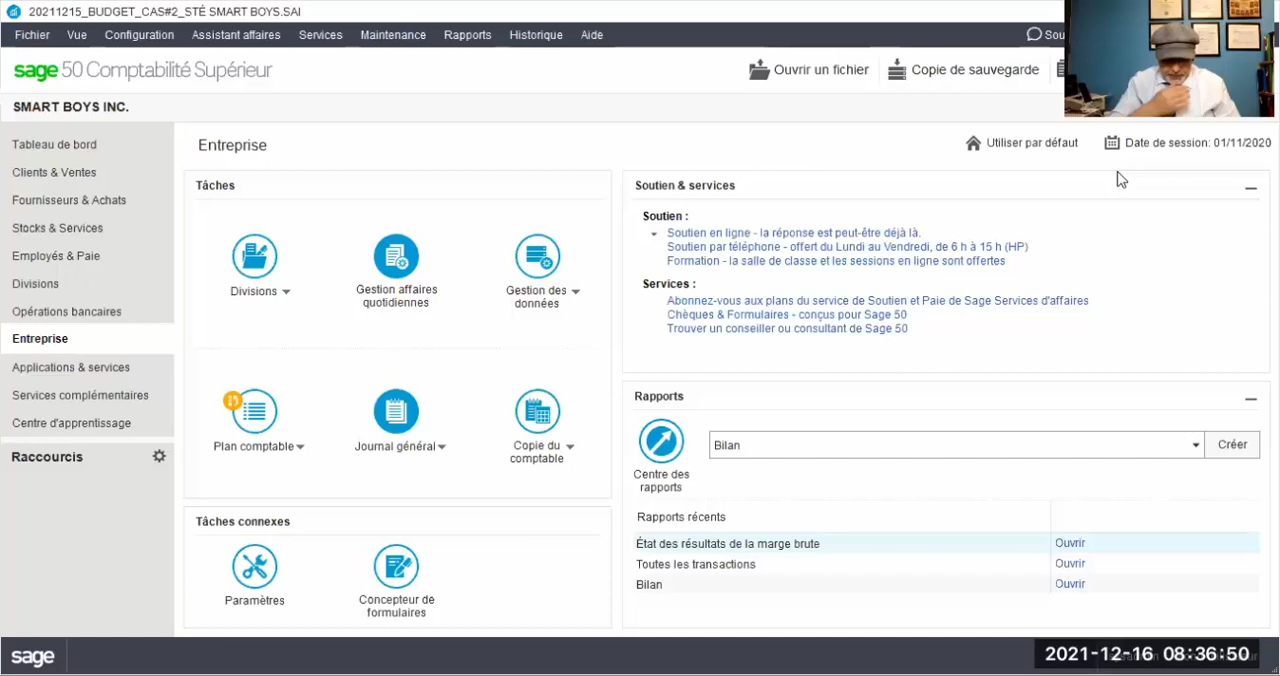 20211215_BUDGET_CAS#2_STÉ SMART BOYS.SAI
Fichier Vue Configuration Assistant affaires Services Maintenance Rapports Historique Aide Sou
sage 50 Comptabilité Supérieur
Ouvrir un fichier Copie de sauvegarde
SMART BOYS INC.
Tableau de bord
Clients & Ventes
Fournisseurs & Achats
Stocks & Services
Employés & Paie
Divisions
Opérations bancaires
Entreprise
Applications & services
Services complémentaires
Centre d'apprentissage
Raccourcis
Entreprise
Utiliser par défaut Date de session: 01/11/2020
Tâches
Divisions
Gestion affaires
quotidiennes
Gestion des
données
Plan comptable
Journal général
Copie du
comptable
Tâches connexes
Paramètres
Concepteur de
formulaires
Soutien & services
Soutien :
Soutien en ligne - la réponse est peut-être déjà là.
Soutien par téléphone - offert du Lundi au Vendredi, de 6 h à 15 h (HP)
Formation - la salle de classe et les sessions en ligne sont offertes
Services :
Abonnez-vous aux plans du service de Soutien et Paie de Sage Services d'affaires
Chèques & Formulaires - conçus pour Sage 50
Trouver un conseiller ou consultant de Sage 50
Rapports
Centre des
rapports
Bilan
Créer
Rapports récents
État des résultats de la marge brute Ouvrir
Toutes les transactions Ouvrir
Bilan Ouvrir
sage
2021-12-16 08:36:50